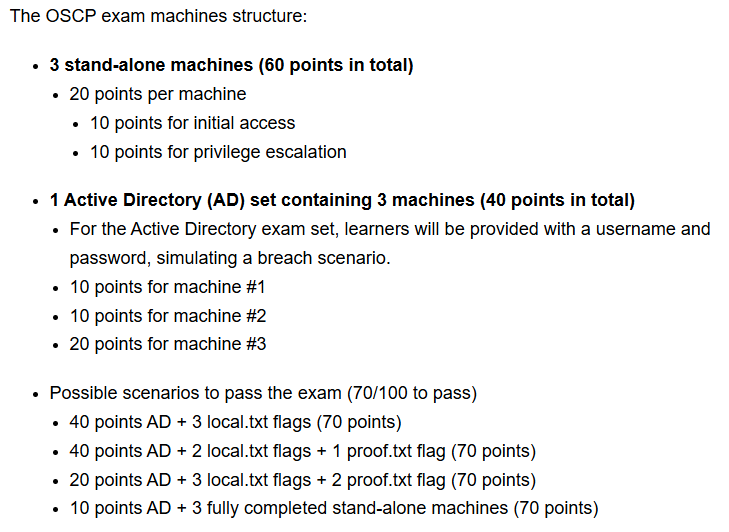 The OSCP exam machines structure:
3 stand-alone machines (60 points in total)
20 points per machine
10 points for initial access
10 points for privilege escalation
1 Active Directory (AD) set containing 3 machines (40 points in total)
For the Active Directory exam set, learners will be provided with a username and
password, simulating a breach scenario.
10 points for machine #1
10 points for machine #2
20 points for machine #3
Possible scenarios to pass the exam (70/100 to pass)
40 points AD + 3 local.txt flags (70 points)
40 points AD + 2 local.txt flags + 1 proof.txt flag (70 points)
20 points AD + 3 local.txt flags + 2 proof.txt flag (70 points)
10 points AD + 3 fully completed stand-alone machines (70 points)